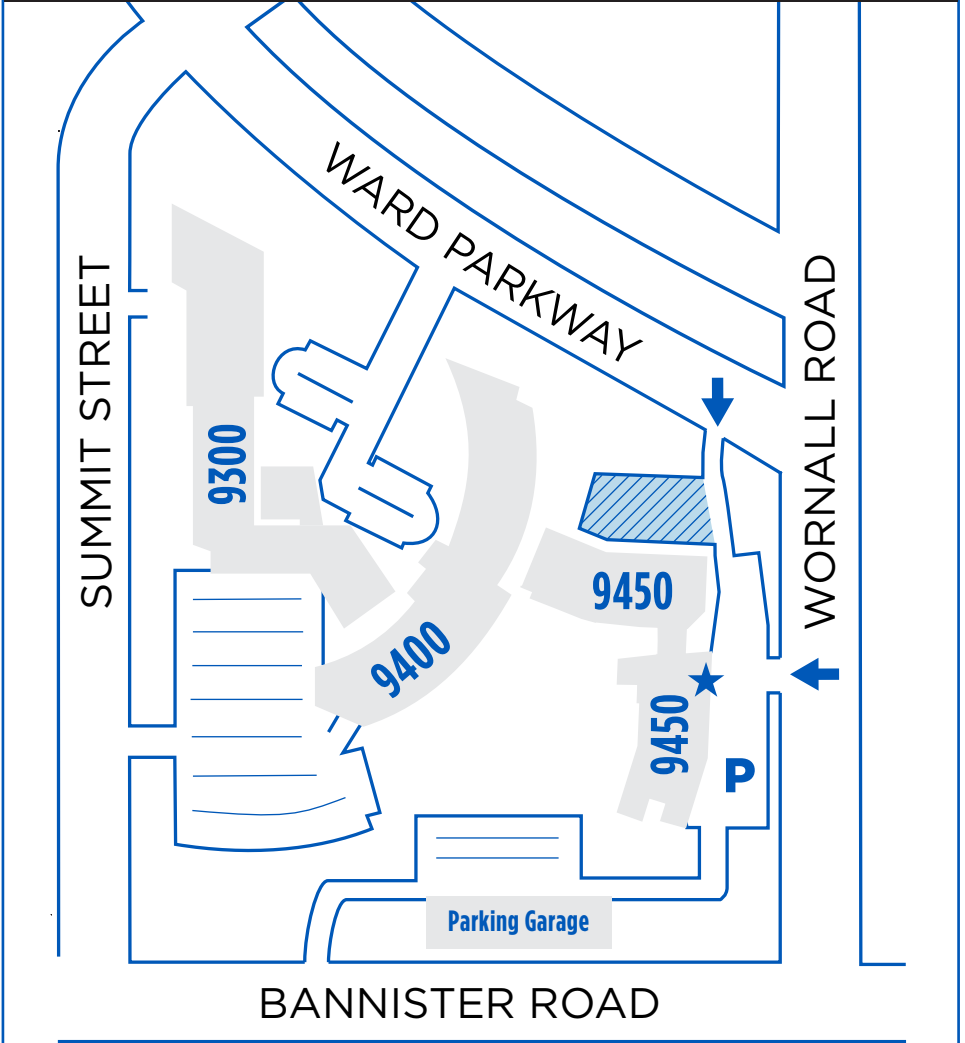 WARD PARKWAY
SUMMIT STREET
WORNALL ROAD
9300
9450
9400
9450
P
Parking Garage
BANNISTER ROAD